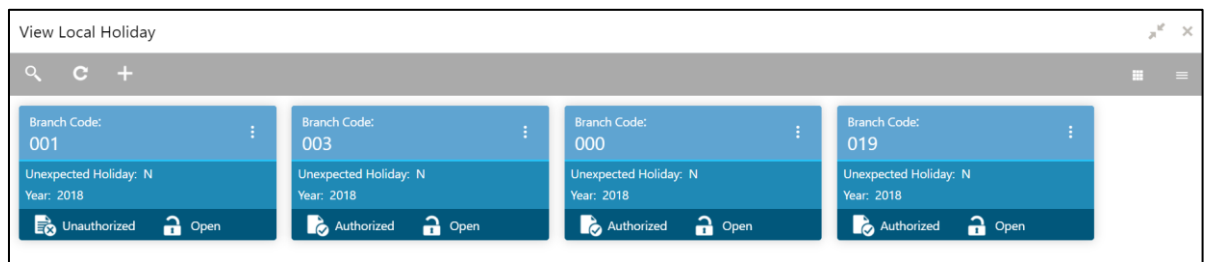 View Local Holiday
Branch Code:
001
Unexpected Holiday: N
Year: 2018
Unauthorized Open
Branch Code:
003
Unexpected Holiday: N
Year: 2018
Authorized Open
Branch Code:
000
Unexpected Holiday: N
Year: 2018
Authorized Open
Branch Code:
019
Unexpected Holiday: N
Year: 2018
Authorized Open